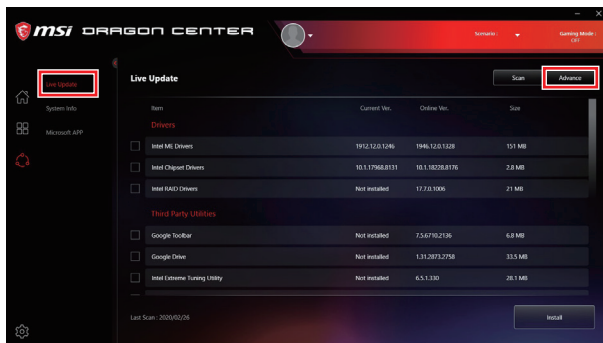 msi DRAGON CENTER
Scenario :
Gaming Mode :
OFF
Live Update
System Info
Microsoft APP
Live Update
Scan
Advance
Item Current Ver. Online Ver. Size
Drivers
Intel ME Drivers 1912.12.0.1246 1946.12.0.1328 151 MB
Intel Chipset Drivers 10.1.17968.8131 10.1.18228.8176 2.8 MB
Intel RAID Drivers Not installed 17.7.0.1006 21 MB
Third Party Utilities
Google Toolbar Not installed 7.5.6710.2136 6.8 MB
Google Drive Not installed 1.31.2873.2758 33.5 MB
Intel Extreme Tuning Utility Not installed 6.5.1.330 28.1 MB
Last Scan : 2020/02/26
Install